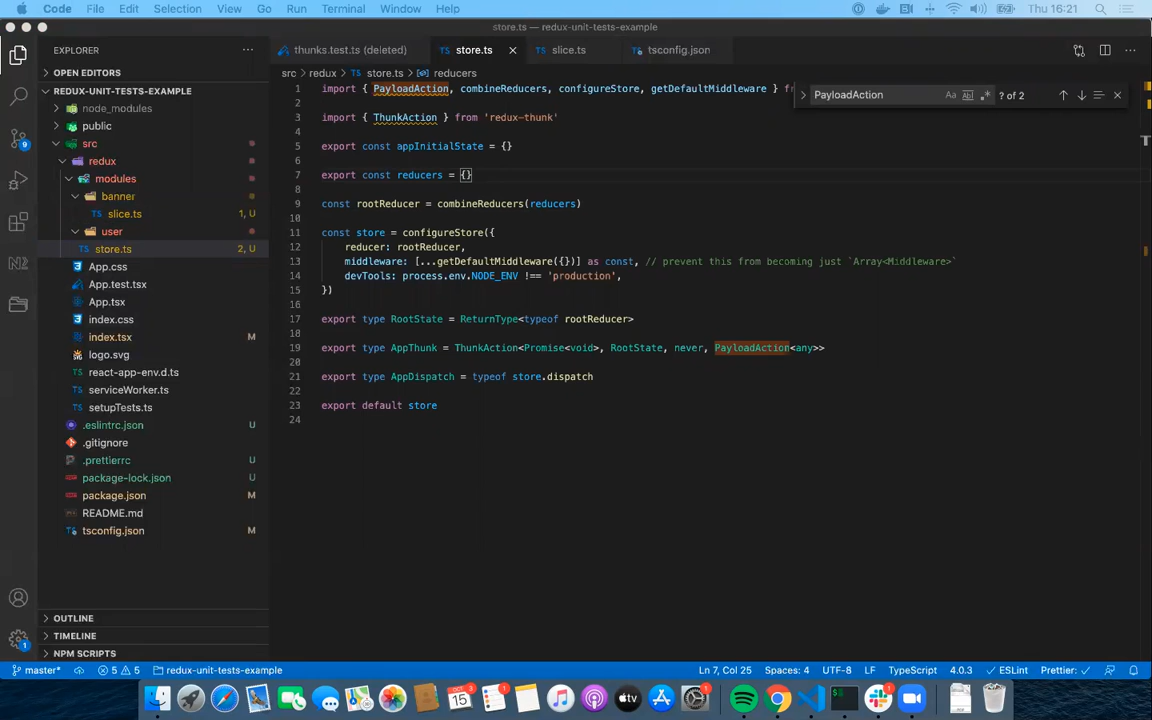 Code File Edit Selection View Go Run Terminal Window Help Thu 16:21
store.ts — redux-unit-tests-example
EXPLORER
thunks.test.ts (deleted) store.ts slice.ts tsconfig.json
OPEN EDITORS
src > redux > store.ts > reducers
REDUX-UNIT-TESTS-EXAMPLE
node_modules
public
src
redux
modules
banner
slice.ts 1, U
user
store.ts 2, U
App.css
App.test.tsx
App.tsx
index.css
index.tsx M
logo.svg
react-app-env.d.ts
serviceWorker.ts
setupTests.ts
.eslintrc.json U
.gitignore
.prettierrc U
package-lock.json U
package.json M
README.md
tsconfig.json M
OUTLINE
TIMELINE
NPM SCRIPTS
9
1
PayloadAction Aa ? of 2
1 import { PayloadAction, combineReducers, configureStore, getDefaultMiddleware }
2
3 import { ThunkAction } from 'redux-thunk'
4
5 export const appInitialState = {}
6
7 export const reducers = {}
8
9 const rootReducer = combineReducers(reducers)
10
11 const store = configureStore({
12 reducer: rootReducer,
13 middleware: [...getDefaultMiddleware({})] as const, // prevent this from becoming just `Array<Middleware>`
14 devTools: process.env.NODE_ENV !== 'production',
15 })
16
17 export type RootState = ReturnType<typeof rootReducer>
18
19 export type AppThunk = ThunkAction<Promise<void>, RootState, never, PayloadAction<any>>
20
21 export type AppDispatch = typeof store.dispatch
22
23 export default store
24
master* 5 5 redux-unit-tests-example Ln 7, Col 25 Spaces: 4 UTF-8 LF TypeScript 4.0.3 ESLint Prettier:
OCT
15
tv